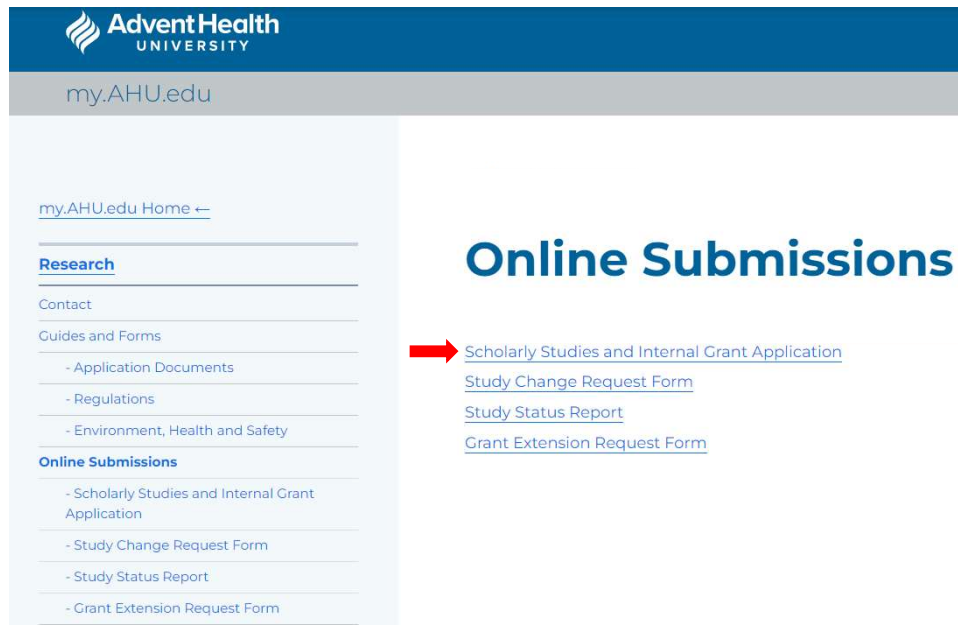 AdventHealth
UNIVERSITY
my.AHU.edu
my.AHU.edu Home ←
Research
Contact
Guides and Forms
- Application Documents
- Regulations
- Environment, Health and Safety
Online Submissions
- Scholarly Studies and Internal Grant
Application
- Study Change Request Form
- Study Status Report
- Grant Extension Request Form
Online Submissions
Scholarly Studies and Internal Grant Application
Study Change Request Form
Study Status Report
Grant Extension Request Form